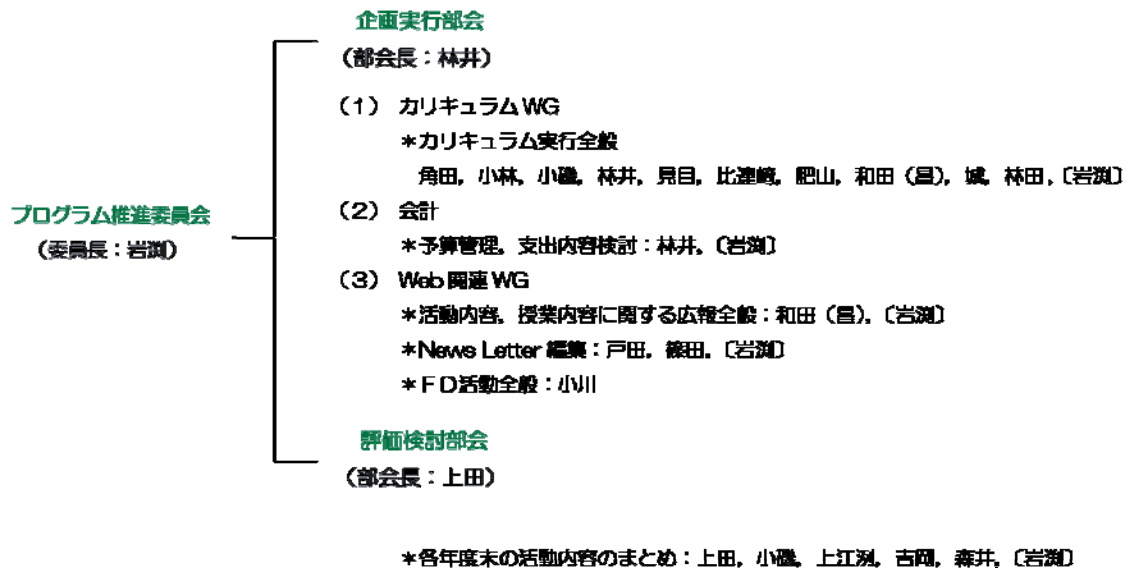 企画実行部会
（部会長：林井）
（1） カリキュラムWG
＊カリキュラム実行全般
角田，小林，小磯，林井，見目，比連崎，肥山，和田（昌），城，林田，〔岩渕〕
プログラム推進委員会
（2） 会計
（委員長：岩渕）
＊予算管理，支出内容検討：林井，〔岩渕〕
（3） Web関連WG
＊活動内容，授業内容に関する広報全般：和田（昌），〔岩渕〕
＊News Letter編集：戸田，篠田，〔岩渕〕
＊ＦＤ活動全般：小川
評価検討部会
（部会長：上田）
＊各年度末の活動内容のまとめ：上田，小磯，上江洌，吉岡，森井，〔岩渕〕